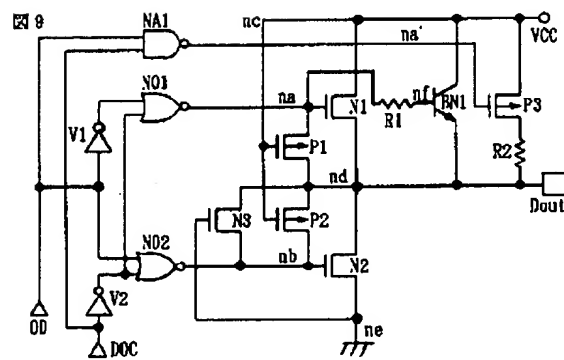 図 9
NA1
nc
na'
VCC
NO1
na
N1
R1
nf
BN1
P3
V1
P1
R2
nd
Dout
N3
P2
NO2
nb
N2
V2
OD
DOC
ne